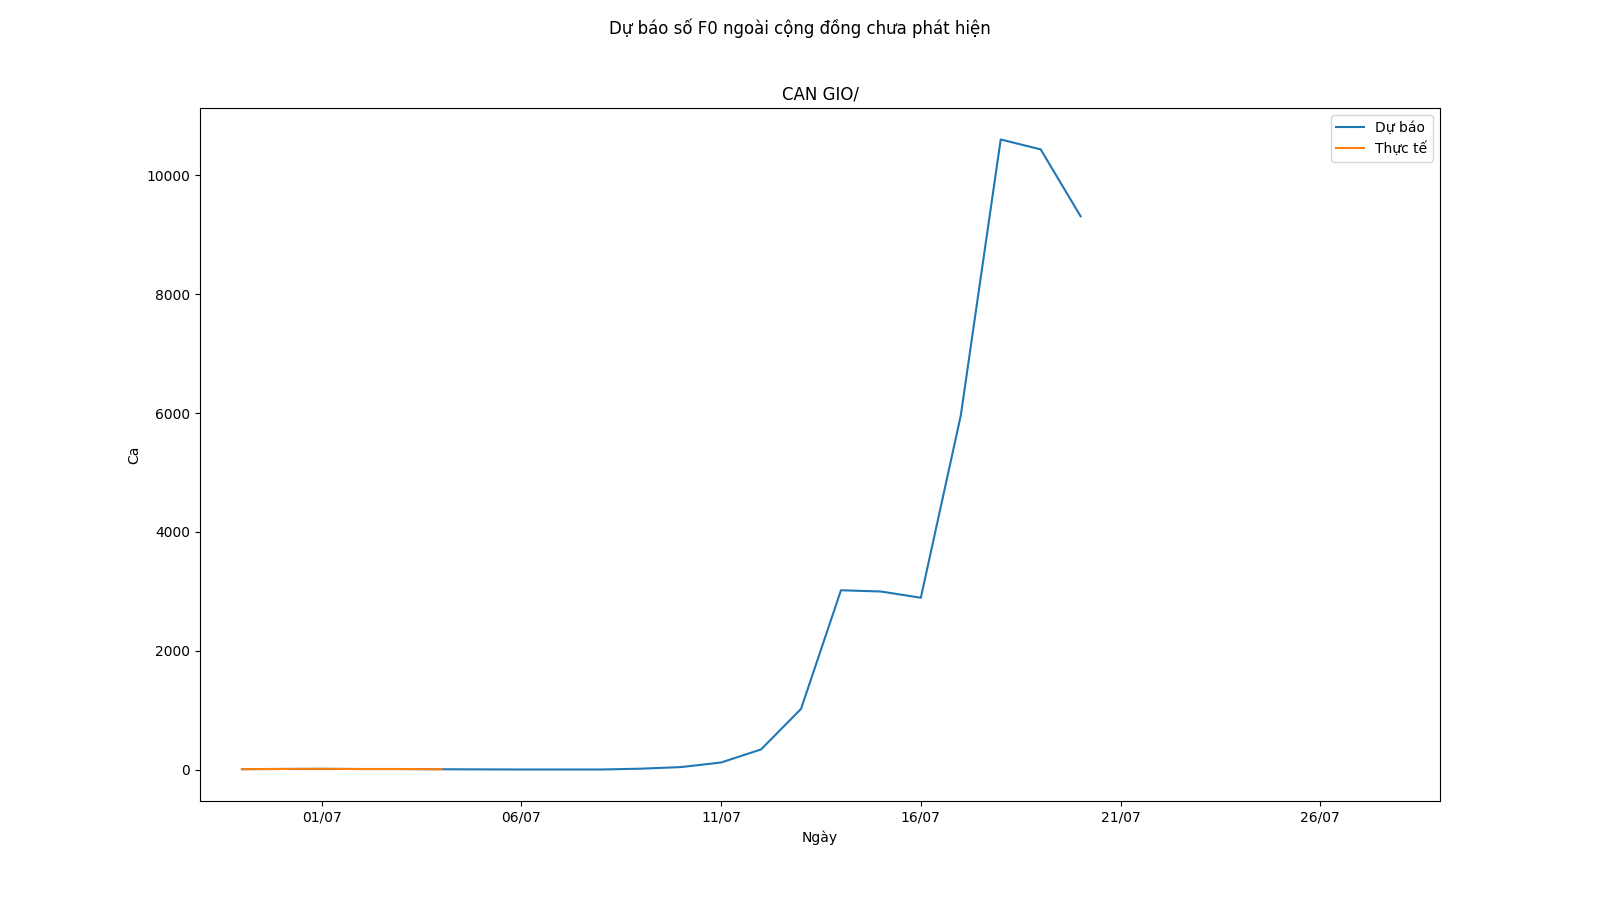 Dự báo số F0 ngoài cộng đồng chưa phát hiện
CAN GIO/
Dự báo
Thực tế
10000
8000
6000
4000
2000
0
Ca
01/07
06/07
11/07
16/07
21/07
26/07
Ngày